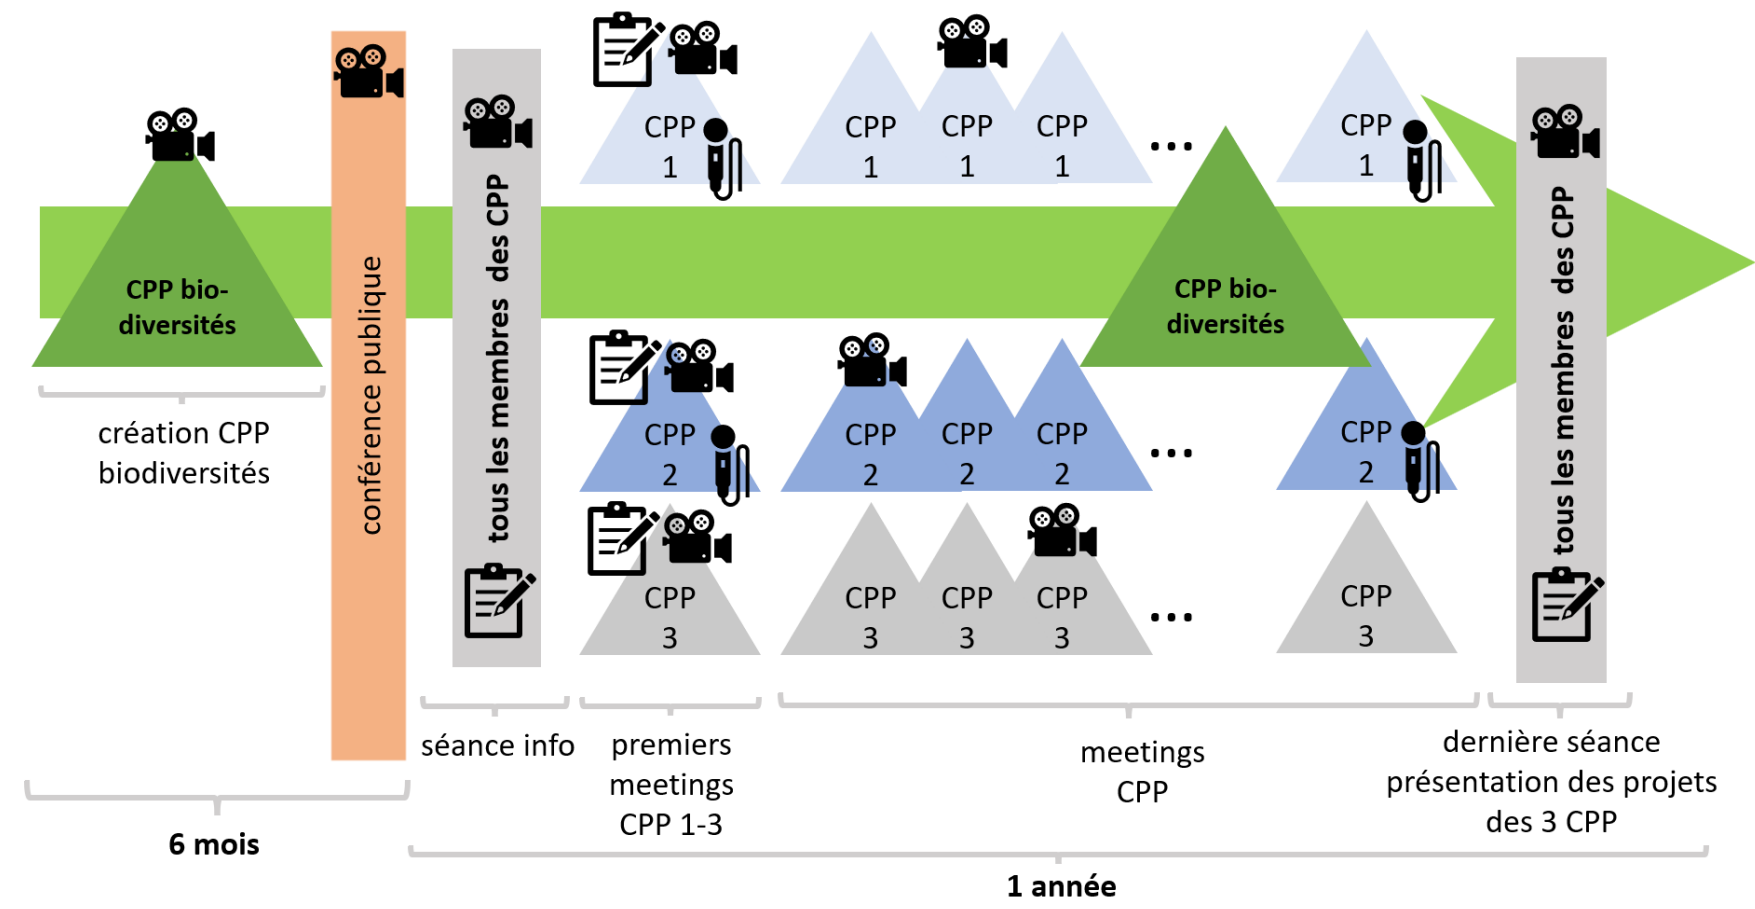 CPP bio-
diversités
création CPP
biodiversités
6 mois
conférence publique
tous les membres des CPP
séance info
CPP
1
CPP
2
CPP
3
premiers
meetings
CPP 1-3
CPP
1
CPP
1
CPP
1
...
CPP
1
CPP bio-
diversités
CPP
2
CPP
2
CPP
2
...
CPP
2
CPP
3
CPP
3
CPP
3
...
CPP
3
meetings
CPP
tous les membres des CPP
dernière séance
présentation des projets
des 3 CPP
1 année